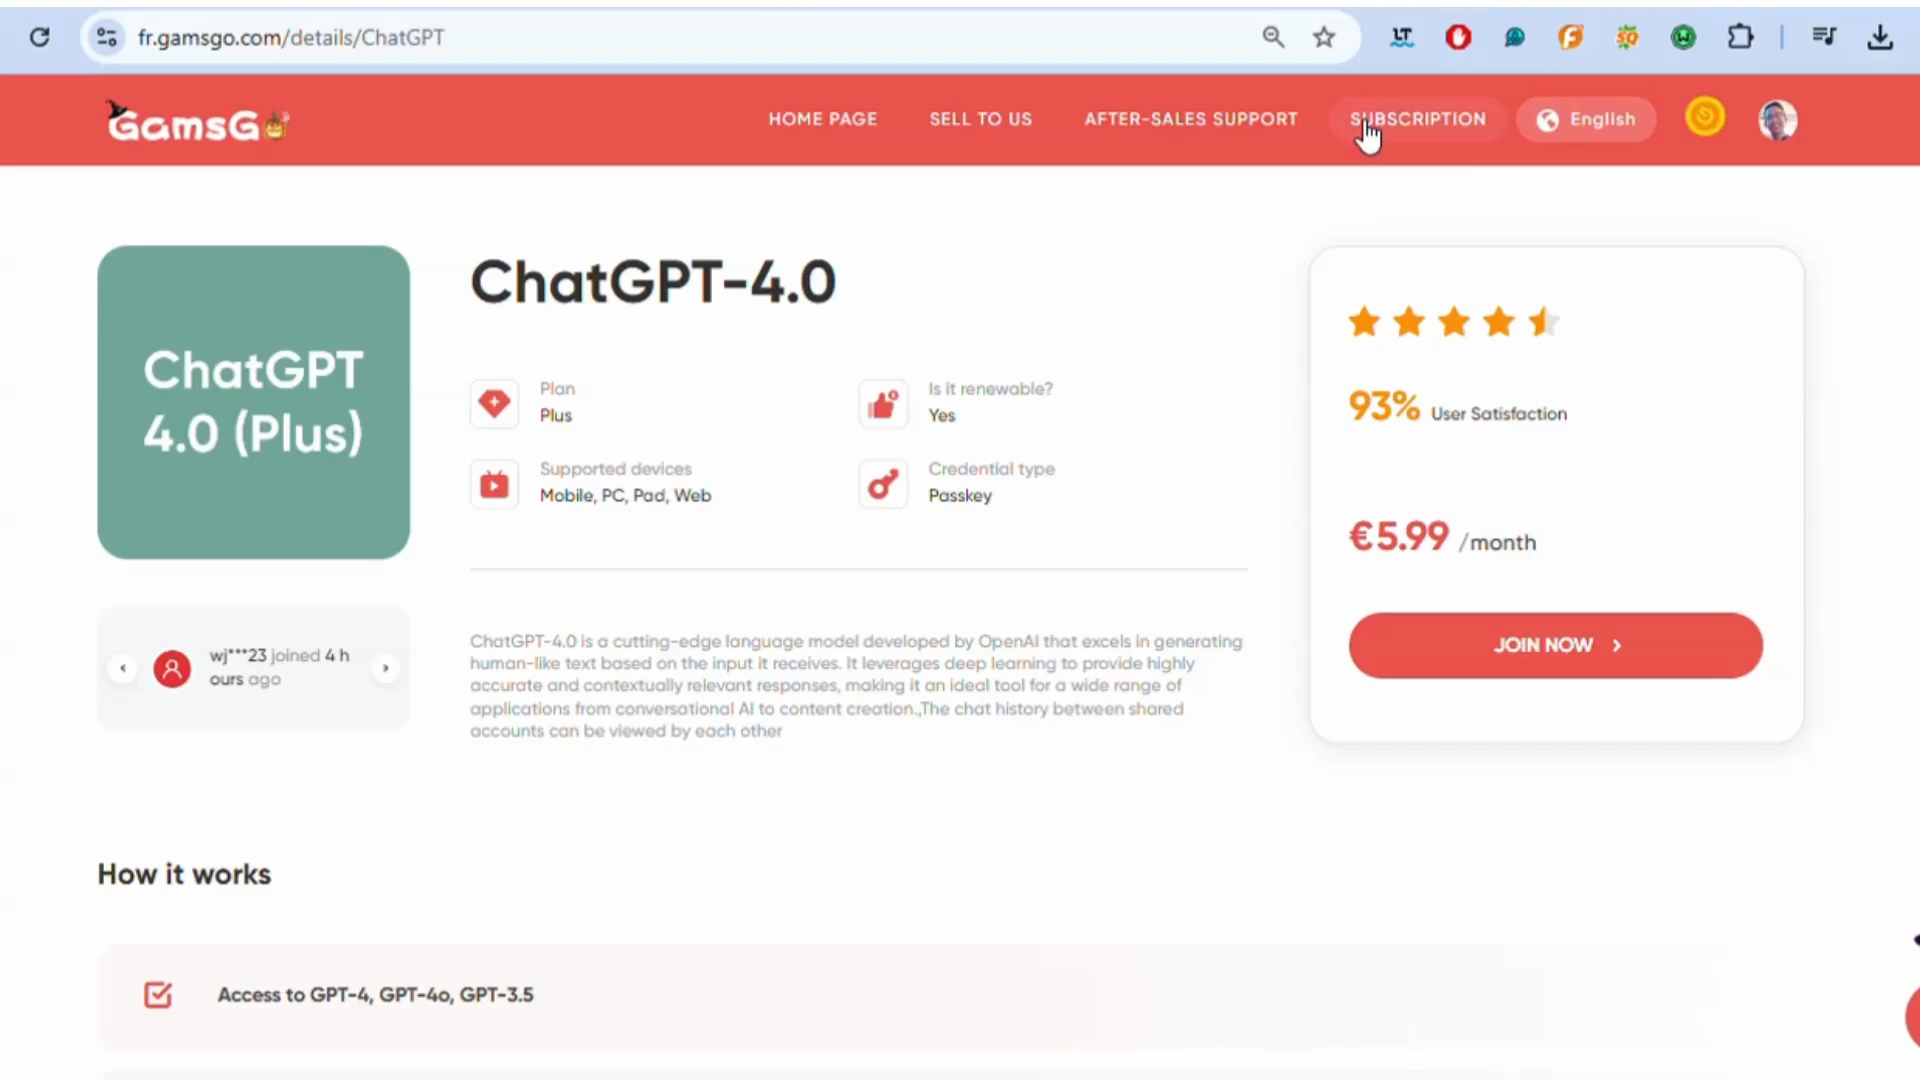 fr.gamsgo.com/details/ChatGPT
GamsGo
HOME PAGE
SELL TO US
AFTER-SALES SUPPORT
SUBSCRIPTION
English
ChatGPT
4.0 (Plus)
ChatGPT-4.0
Plan
Plus
Is it renewable?
Yes
Supported devices
Mobile, PC, Pad, Web
Credential type
Passkey
93% User Satisfaction
€5.99 /month
JOIN NOW
wj***23 joined 4 h
ours ago
ChatGPT-4.0 is a cutting-edge language model developed by OpenAI that excels in generating
human-like text based on the input it receives. It leverages deep learning to provide highly
accurate and contextually relevant responses, making it an ideal tool for a wide range of
applications from conversational AI to content creation.,The chat history between shared
accounts can be viewed by each other
How it works
Access to GPT-4, GPT-4o, GPT-3.5